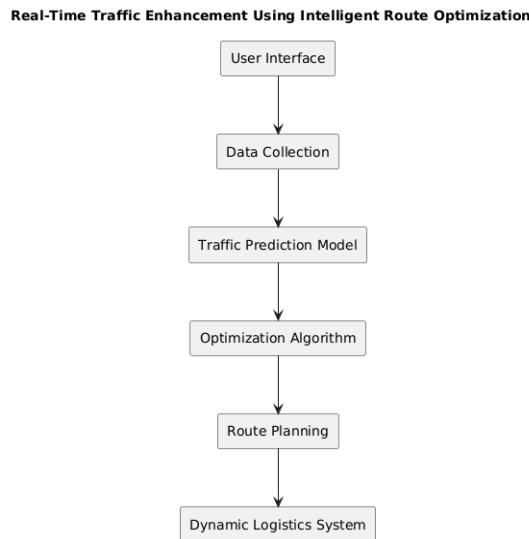 Real-Time Traffic Enhancement Using Intelligent Route Optimization
User Interface
Data Collection
Traffic Prediction Model
Optimization Algorithm
Route Planning
Dynamic Logistics System